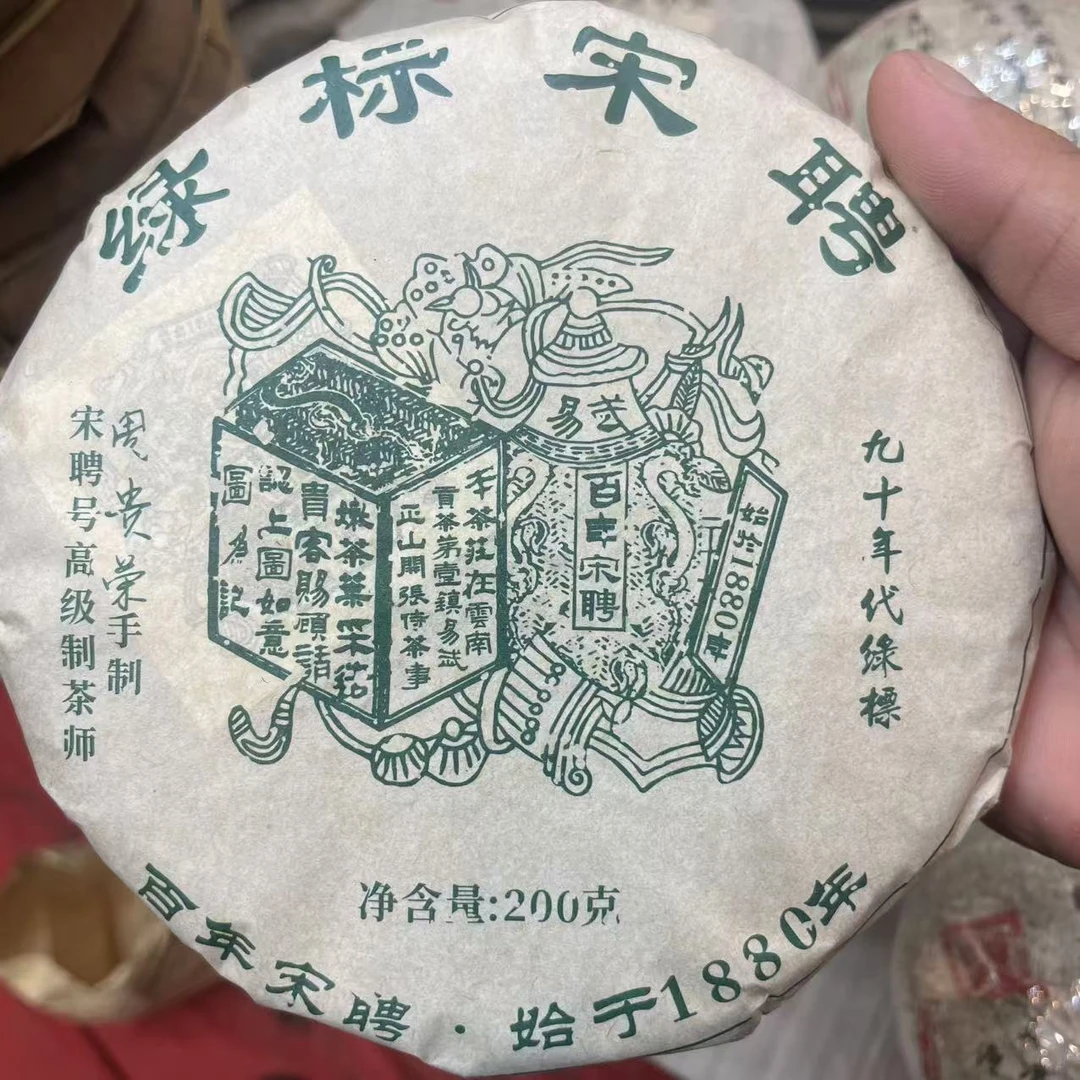 绿标宋聘
九十年代綠標
易武
百年宋聘
始於1880年
本茶莊在雲南
貢茶第壹鎮易武
正山開張侍茶事
嫩茶葉采菂
貴客賜顧請
認上圖如意
圖為記
周贵荣手制
宋聘号高级制茶师
净含量:200克
百年宋聘·始于1880年